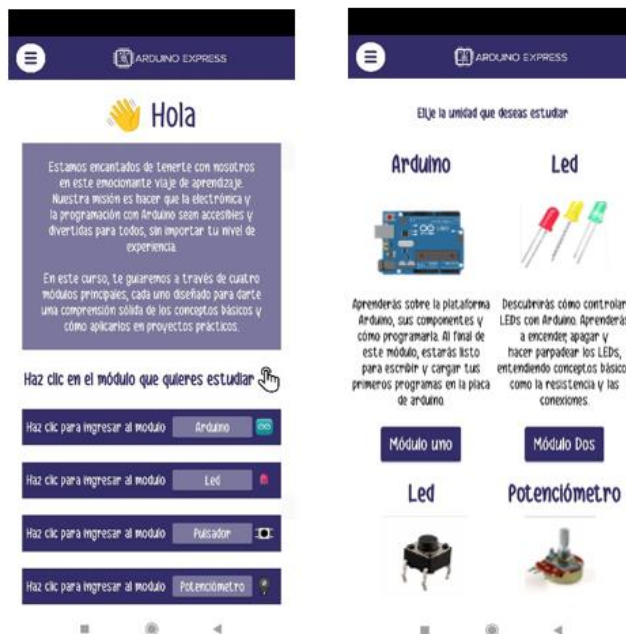 ARDUINO EXPRESS
Hola
Estamos encantados de tenerte con nosotros
en este emocionante viaje de aprendizaje.
Nuestra misión es hacer que la electrónica y
la programación con Arduino sean accesibles y
divertidas para todos, sin importar tu nivel de
experiencia.
En este curso, te guiaremos a través de cuatro
módulos principales, cada uno diseñado para darte
una comprensión sólida de los conceptos básicos y
cómo aplicarlos en proyectos prácticos.
Haz clic en el módulo que quieres estudiar
Haz clic para ingresar al modulo Arduino
Haz clic para ingresar al modulo Led
Haz clic para ingresar al modulo Pulsador
Haz clic para ingresar al modulo Potenciómetro
ARDUINO EXPRESS
Elije la unidad que deseas estudiar
Arduino
Aprenderás sobre la plataforma
Arduino, sus componentes y
cómo programarla. Al final de
este módulo, estarás listo
para escribir y cargar tus
primeros programas en la placa
de arduino.
Módulo uno
Led
Descubrirás cómo controlar
LEDs con Arduino. Aprenderás
a encender, apagar y
hacer parpadear los LEDs,
entendiendo conceptos básico
como la resistencia y las
conexiones.
Módulo Dos
Led
Potenciómetro